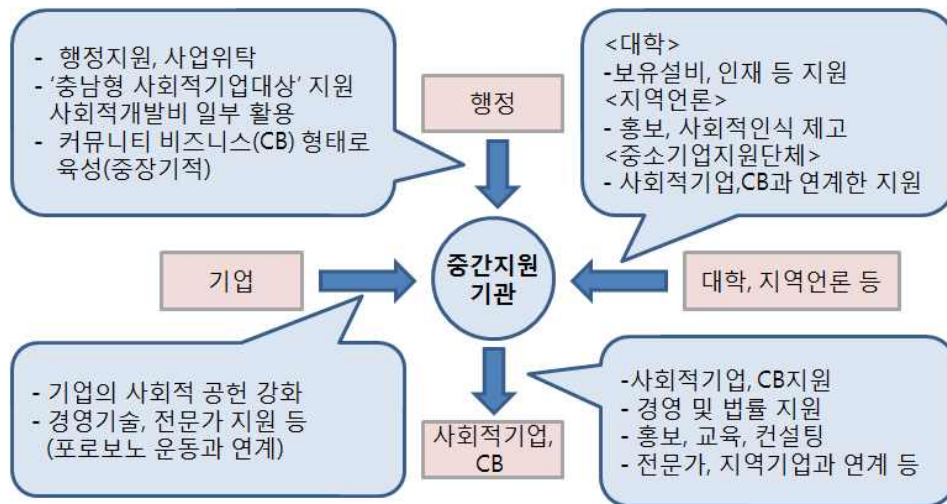 - 행정지원, 사업위탁
- ‘충남형 사회적기업대상’ 지원
사회적개발비 일부 활용
- 커뮤니티 비즈니스(CB) 형태로
육성(중장기적)
행정
<대학>
-보유설비, 인재 등 지원
<지역언론>
- 홍보, 사회적인식 제고
<중소기업지원단체>
- 사회적기업,CB과 연계한 지원
기업
중간지원
기관
대학, 지역언론 등
- 기업의 사회적 공헌 강화
- 경영기술, 전문가 지원 등
(포로보노 운동과 연계)
사회적기업,
CB
-사회적기업, CB지원
- 경영 및 법률 지원
- 홍보, 교육, 컨설팅
- 전문가, 지역기업과 연계 등